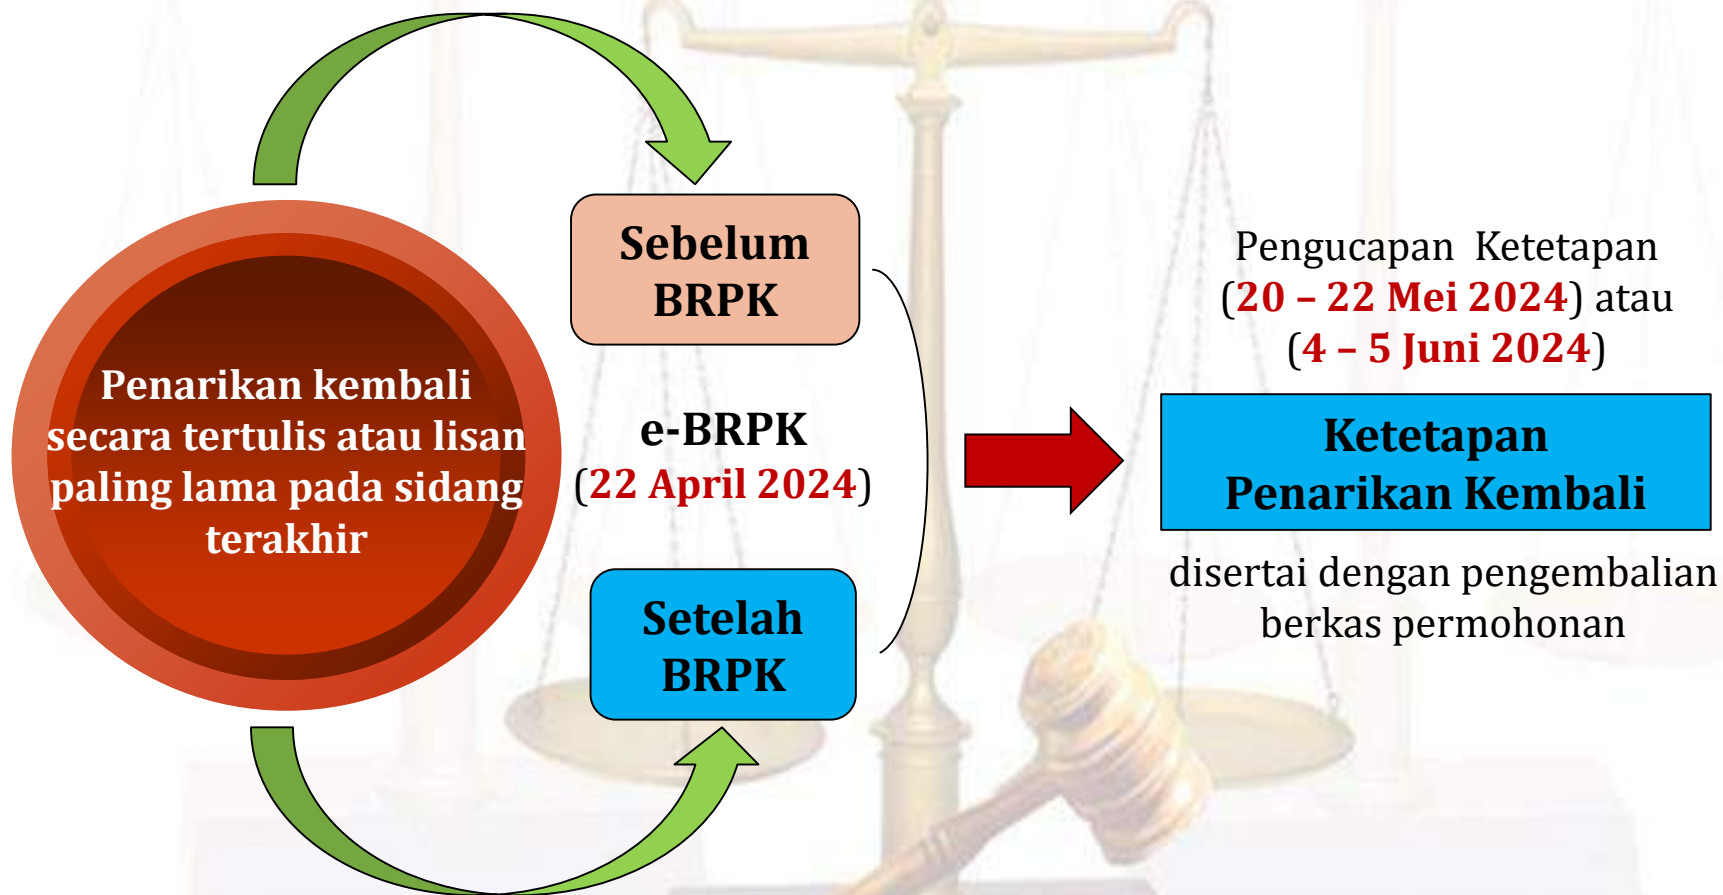 Penarikan kembali
secara tertulis atau lisan
paling lama pada sidang
terakhir
Sebelum
BRPK
e-BRPK
(22 April 2024)
Setelah
BRPK
Pengucapan Ketetapan
(20 – 22 Mei 2024) atau
(4 – 5 Juni 2024)
Ketetapan
Penarikan Kembali
disertai dengan pengembalian
berkas permohonan